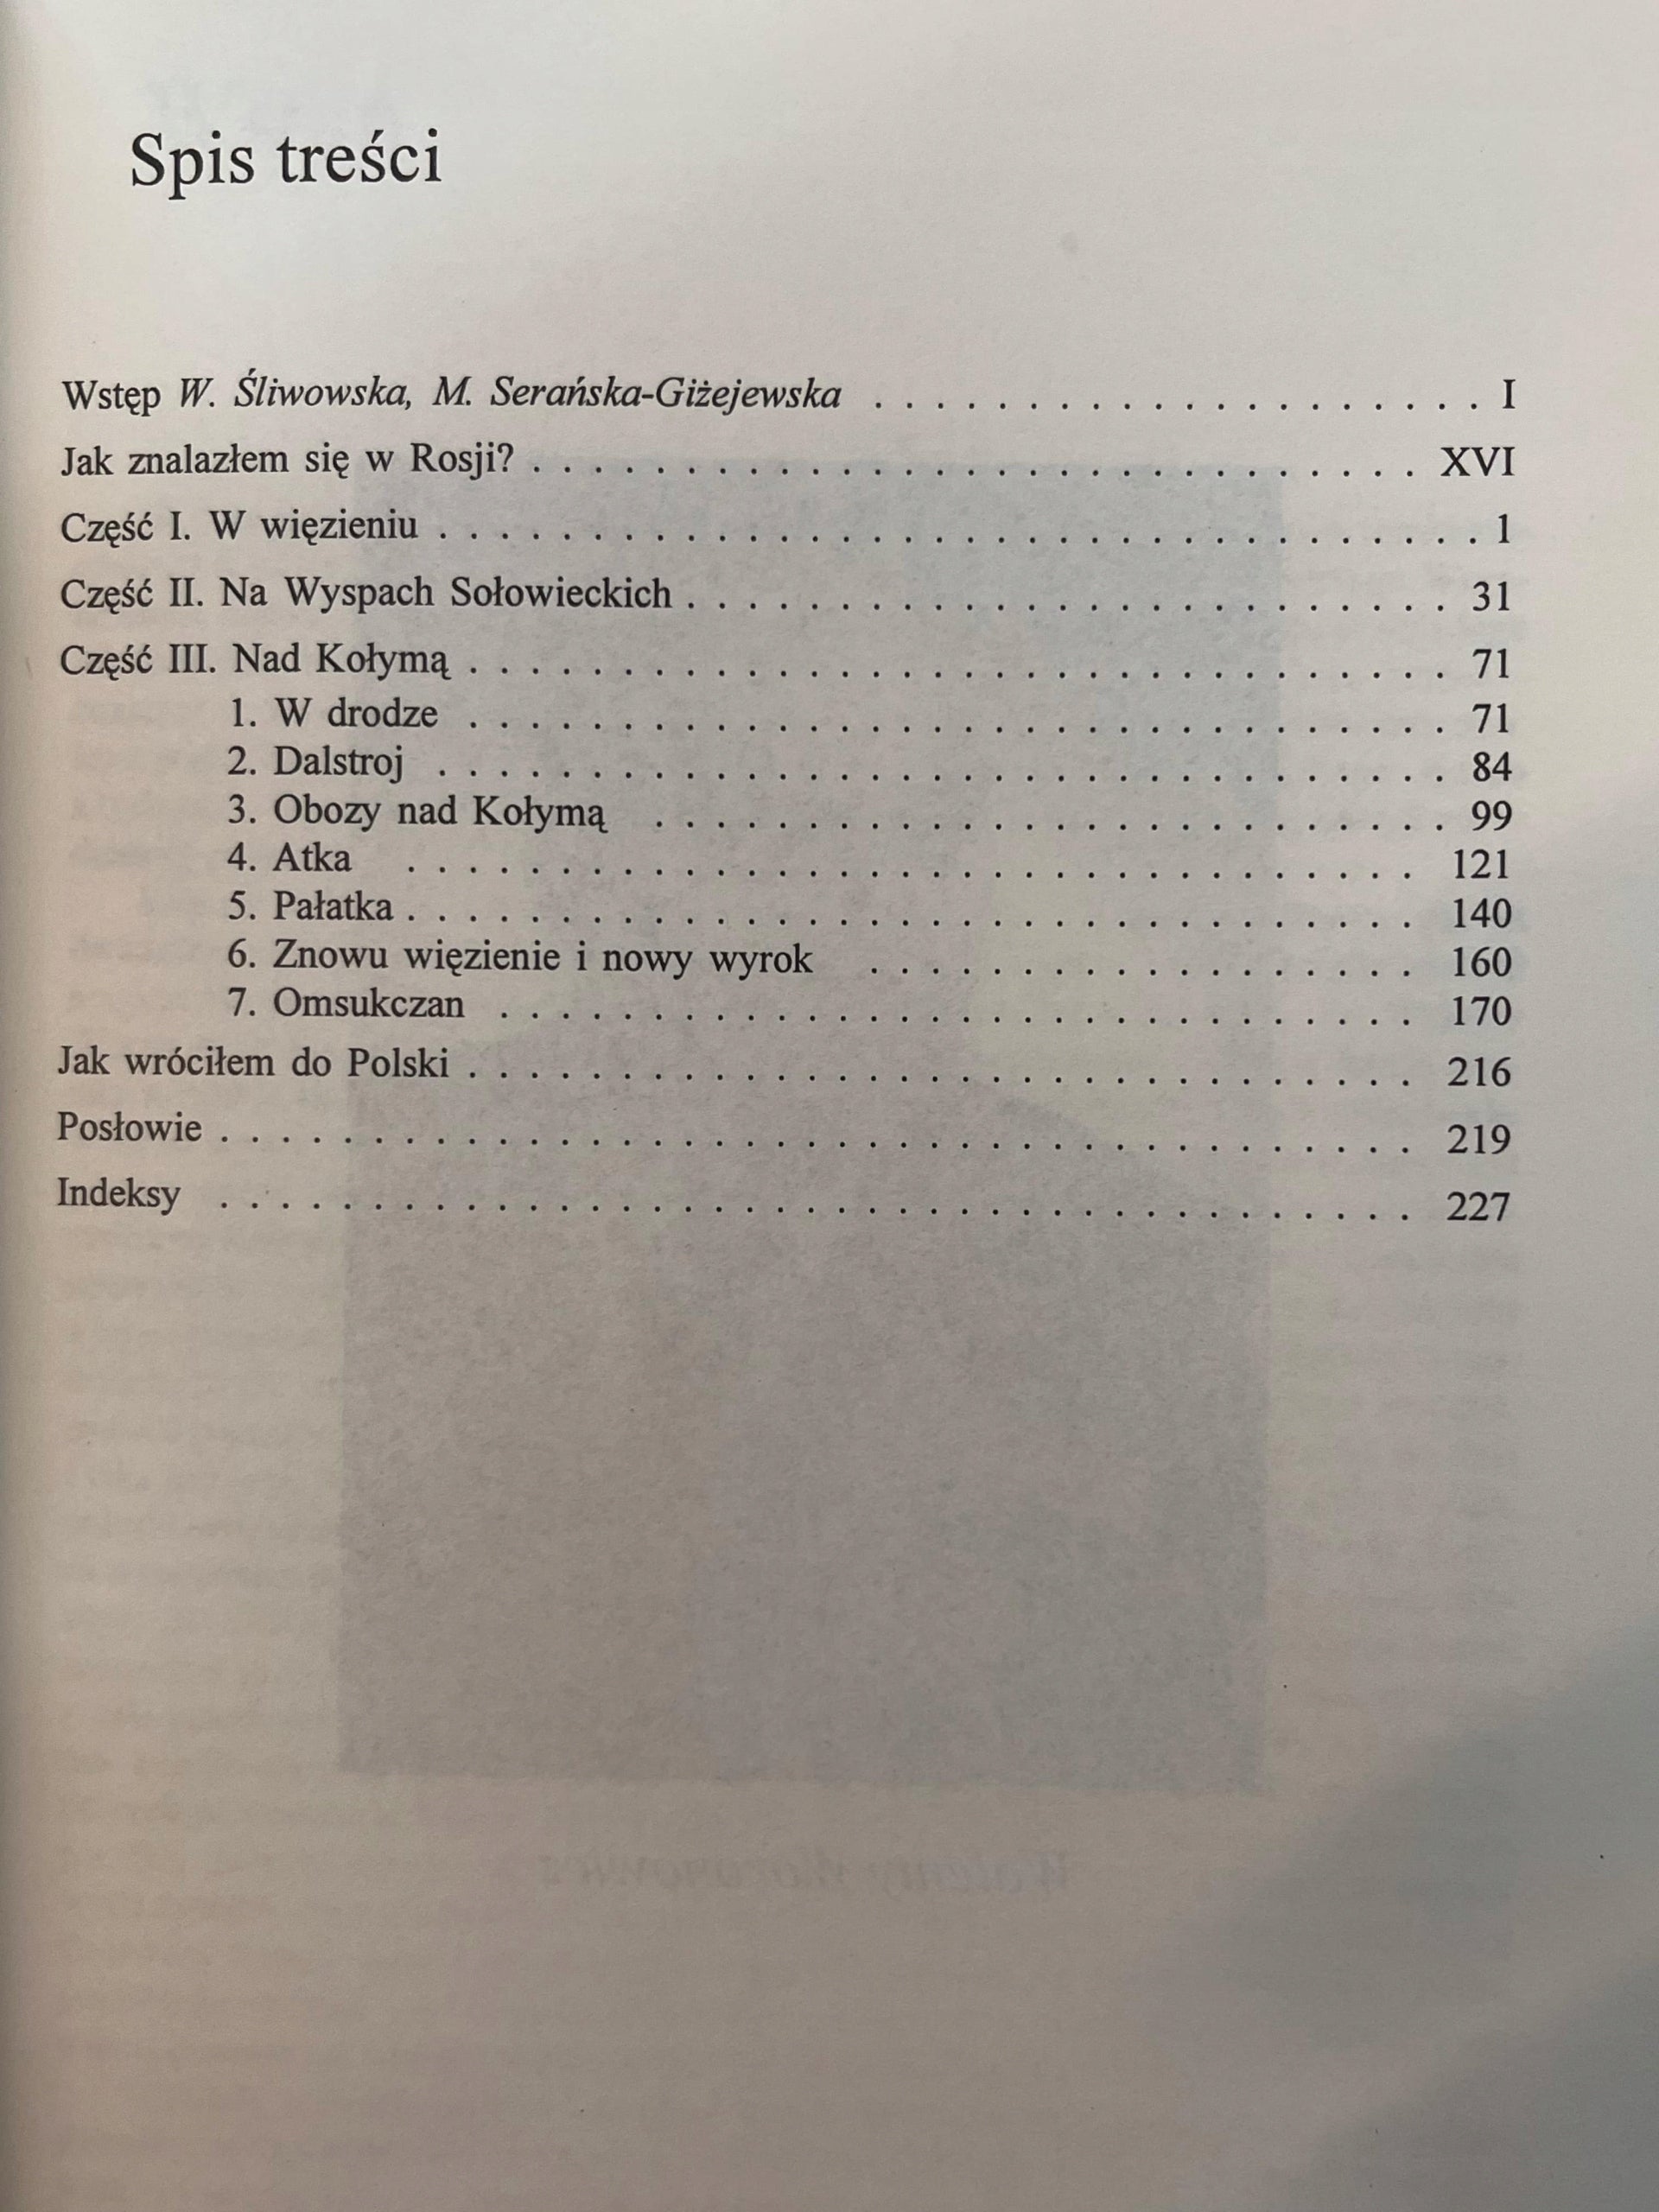 Spis treści
Wstęp W. Śliwowska, M. Serańska-Giżejewska . . . . . . . . . . . . . . . . . . . . I
Jak znalazłem się w Rosji? . . . . . . . . . . . . . . . . . . . . . . . . . . . . . XVI
Część I. W więzieniu . . . . . . . . . . . . . . . . . . . . . . . . . . . . . . . . . . 1
Część II. Na Wyspach Sołowieckich . . . . . . . . . . . . . . . . . . . . . . . . . 31
Część III. Nad Kołymą . . . . . . . . . . . . . . . . . . . . . . . . . . . . . . . . 71
1. W drodze . . . . . . . . . . . . . . . . . . . . . . . . . . . . . . . . 71
2. Dalstroj . . . . . . . . . . . . . . . . . . . . . . . . . . . . . . . . . 84
3. Obozy nad Kołymą . . . . . . . . . . . . . . . . . . . . . . . . . . 99
4. Atka . . . . . . . . . . . . . . . . . . . . . . . . . . . . . . . . . 121
5. Pałatka . . . . . . . . . . . . . . . . . . . . . . . . . . . . . . . . . 140
6. Znowu więzienie i nowy wyrok . . . . . . . . . . . . . . . . . . 160
7. Omsukczan . . . . . . . . . . . . . . . . . . . . . . . . . . . . . . 170
Jak wróciłem do Polski . . . . . . . . . . . . . . . . . . . . . . . . . . . . . . . 216
Posłowie . . . . . . . . . . . . . . . . . . . . . . . . . . . . . . . . . . . . . . . 219
Indeksy . . . . . . . . . . . . . . . . . . . . . . . . . . . . . . . . . . . . . . . 227